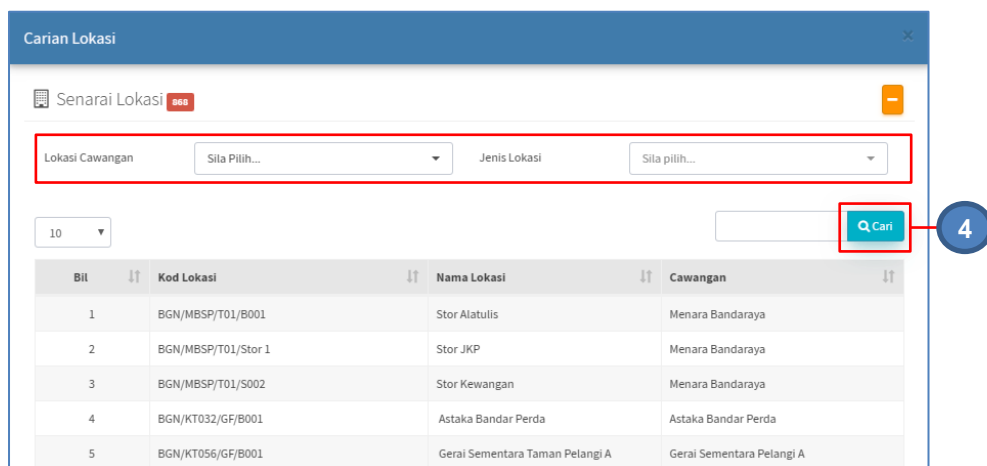 Carian Lokasi ×
Senarai Lokasi 868
Lokasi Cawangan Sila Pilih... Jenis Lokasi Sila pilih...
10 Cari 4
Bil Kod Lokasi Nama Lokasi Cawangan
1 BGN/MBSP/T01/B001 Stor Alatulis Menara Bandaraya
2 BGN/MBSP/T01/Stor 1 Stor JKP Menara Bandaraya
3 BGN/MBSP/T01/S002 Stor Kewangan Menara Bandaraya
4 BGN/KT032/GF/B001 Astaka Bandar Perda Astaka Bandar Perda
5 BGN/KT056/GF/B001 Gerai Sementara Taman Pelangi A Gerai Sementara Pelangi A